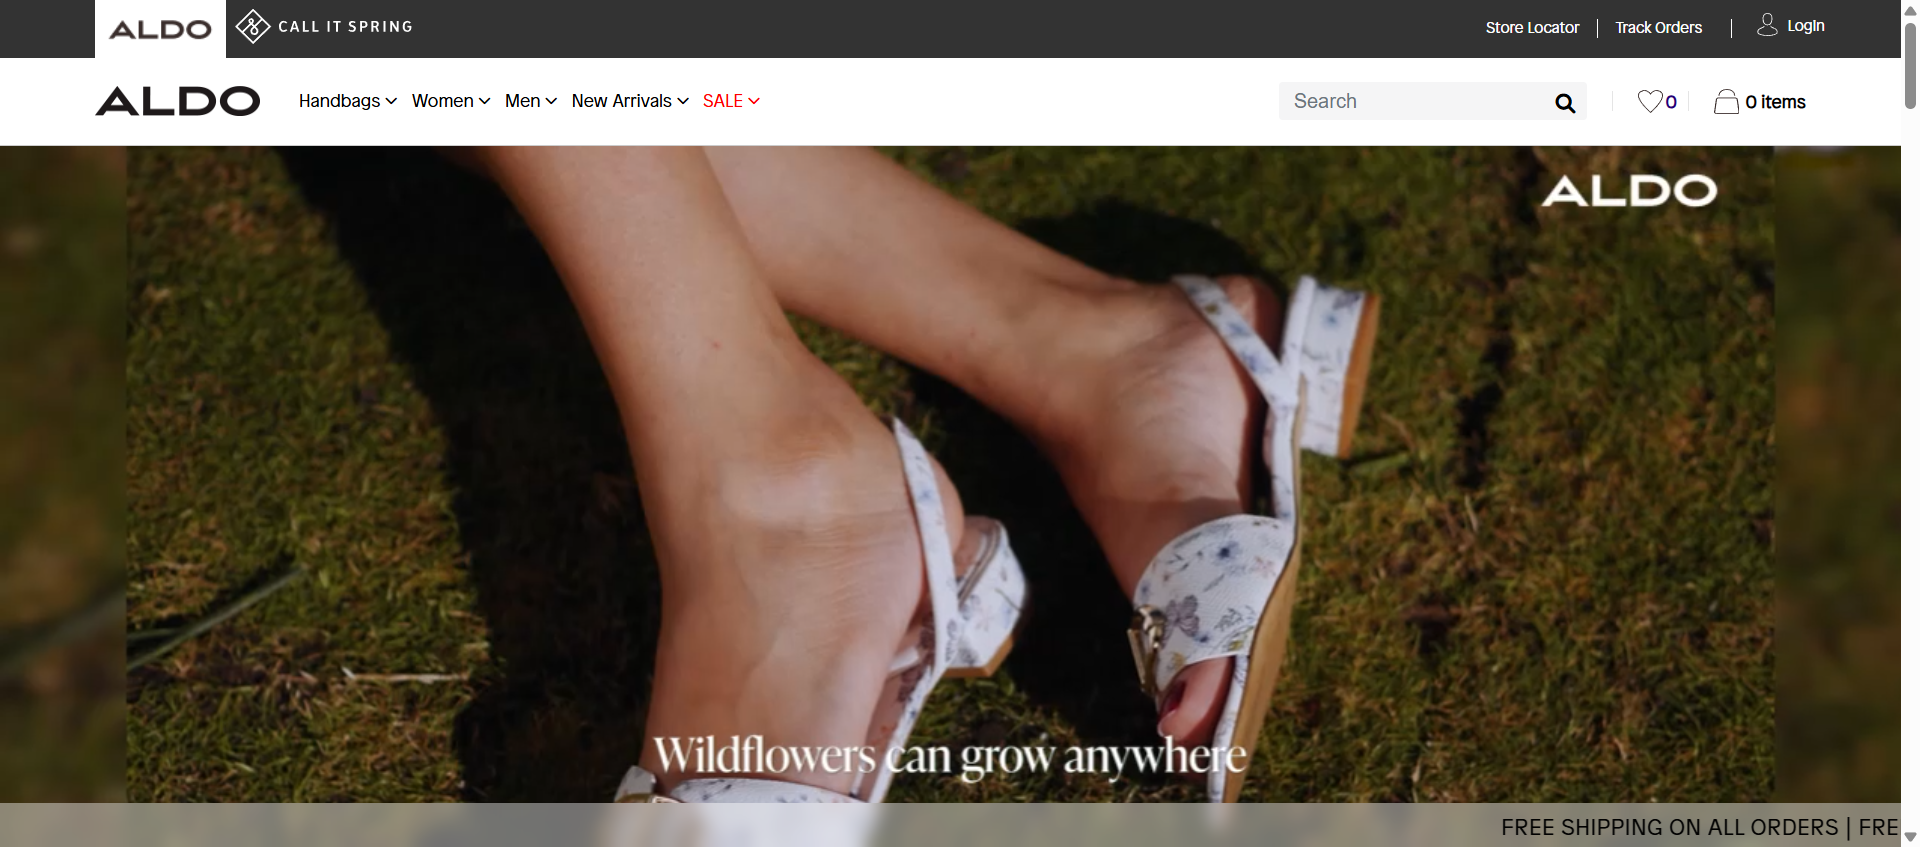 ALDO CALL IT SPRING Store Locator Track Orders Login
ALDO Handbags Women Men New Arrivals SALE Search 0 0 items
ALDO
Wildflowers can grow anywhere
FREE SHIPPING ON ALL ORDERS | FRE